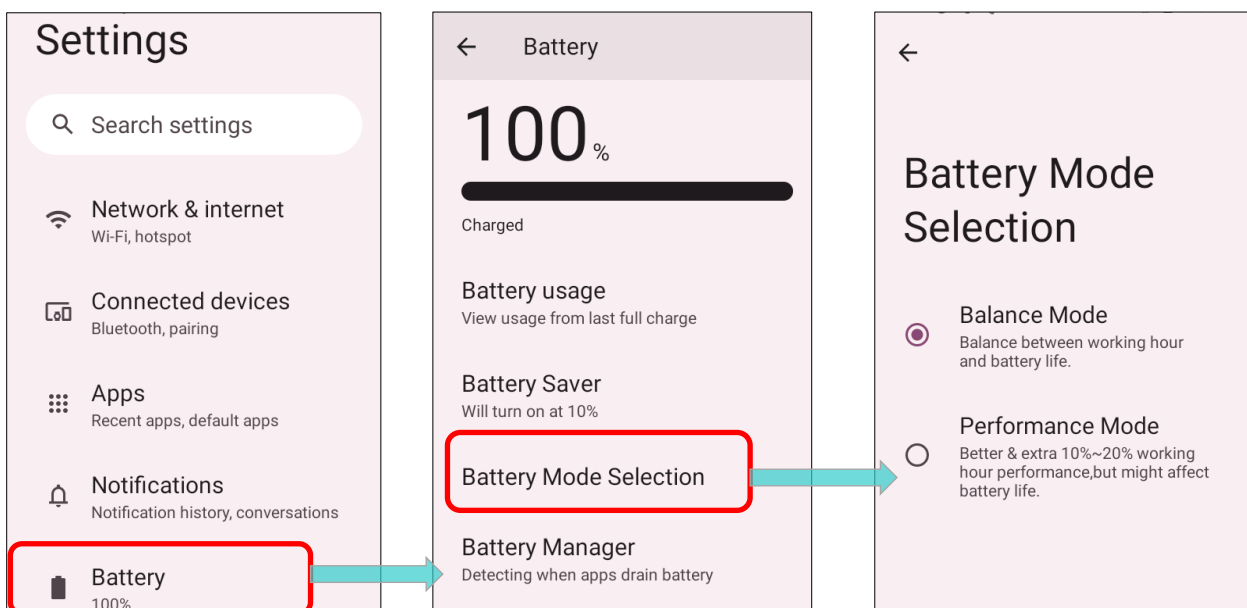 Settings
Search settings
Network & internet
Wi-Fi, hotspot
Connected devices
Bluetooth, pairing
Apps
Recent apps, default apps
Notifications
Notification history, conversations
Battery
100%
Battery
100 %
Charged
Battery usage
View usage from last full charge
Battery Saver
Will turn on at 10%
Battery Mode Selection
Battery Manager
Detecting when apps drain battery
Battery Mode
Selection
Balance Mode
Balance between working hour
and battery life.
Performance Mode
Better & extra 10%~20% working
hour performance,but might affect
battery life.